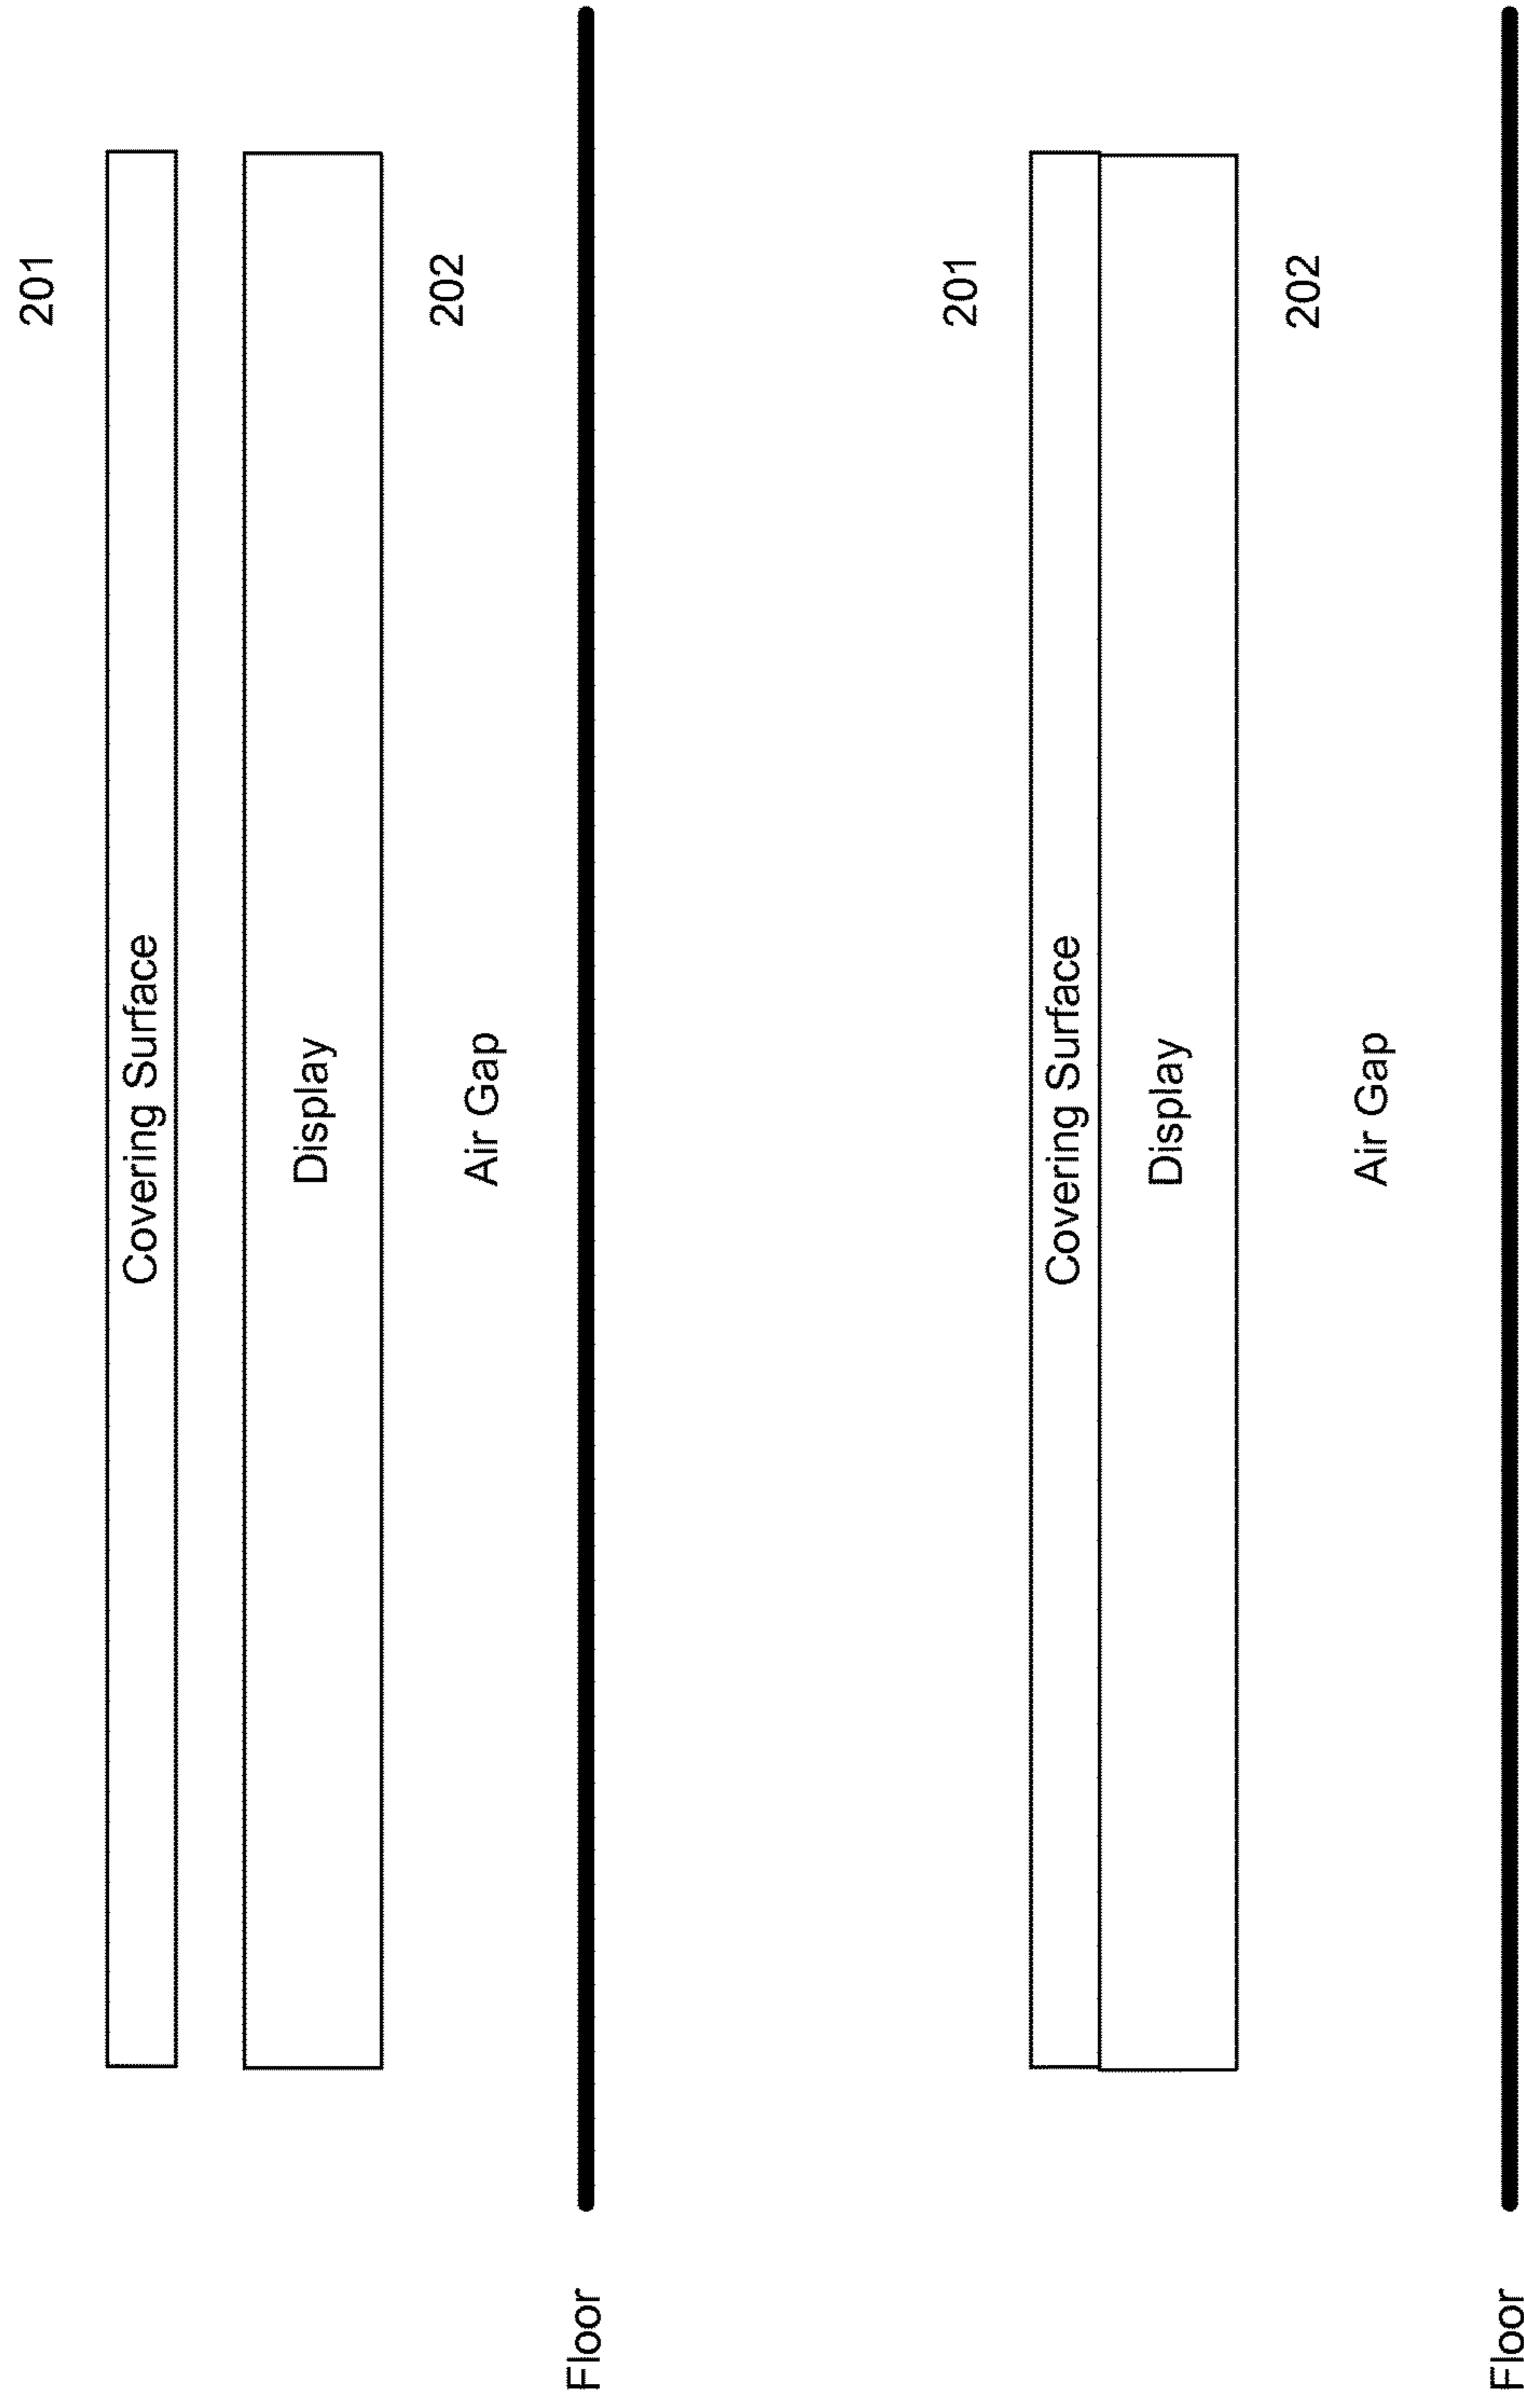 201
Covering Surface
Display
202
Air Gap
Floor
201
Covering Surface
Display
202
Air Gap
Floor